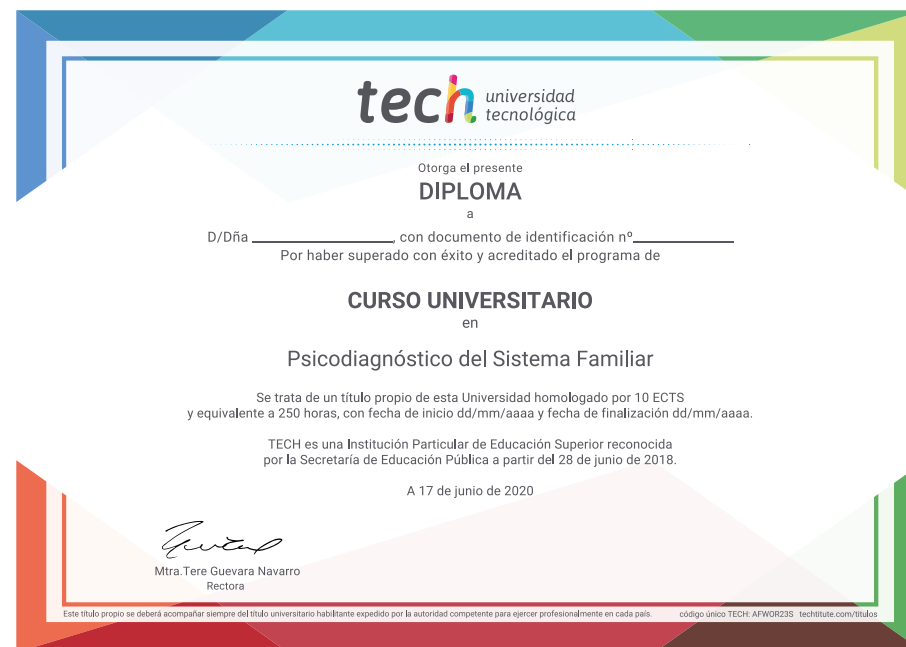 tech universidad
tecnológica
Otorga el presente
DIPLOMA
a
D/Dña ____________________, con documento de identificación nº______________
Por haber superado con éxito y acreditado el programa de
CURSO UNIVERSITARIO
en
Psicodiagnóstico del Sistema Familiar
Se trata de un título propio de esta Universidad homologado por 10 ECTS
y equivalente a 250 horas, con fecha de inicio dd/mm/aaaa y fecha de finalización dd/mm/aaaa.
TECH es una Institución Particular de Educación Superior reconocida
por la Secretaría de Educación Pública a partir del 28 de junio de 2018.
A 17 de junio de 2020
Mtra.Tere Guevara Navarro
Rectora
Este título propio se deberá acompañar siempre del título universitario habilitante expedido por la autoridad competente para ejercer profesionalmente en cada país. código único TECH: AFWOR23S techtitute.com/titulos